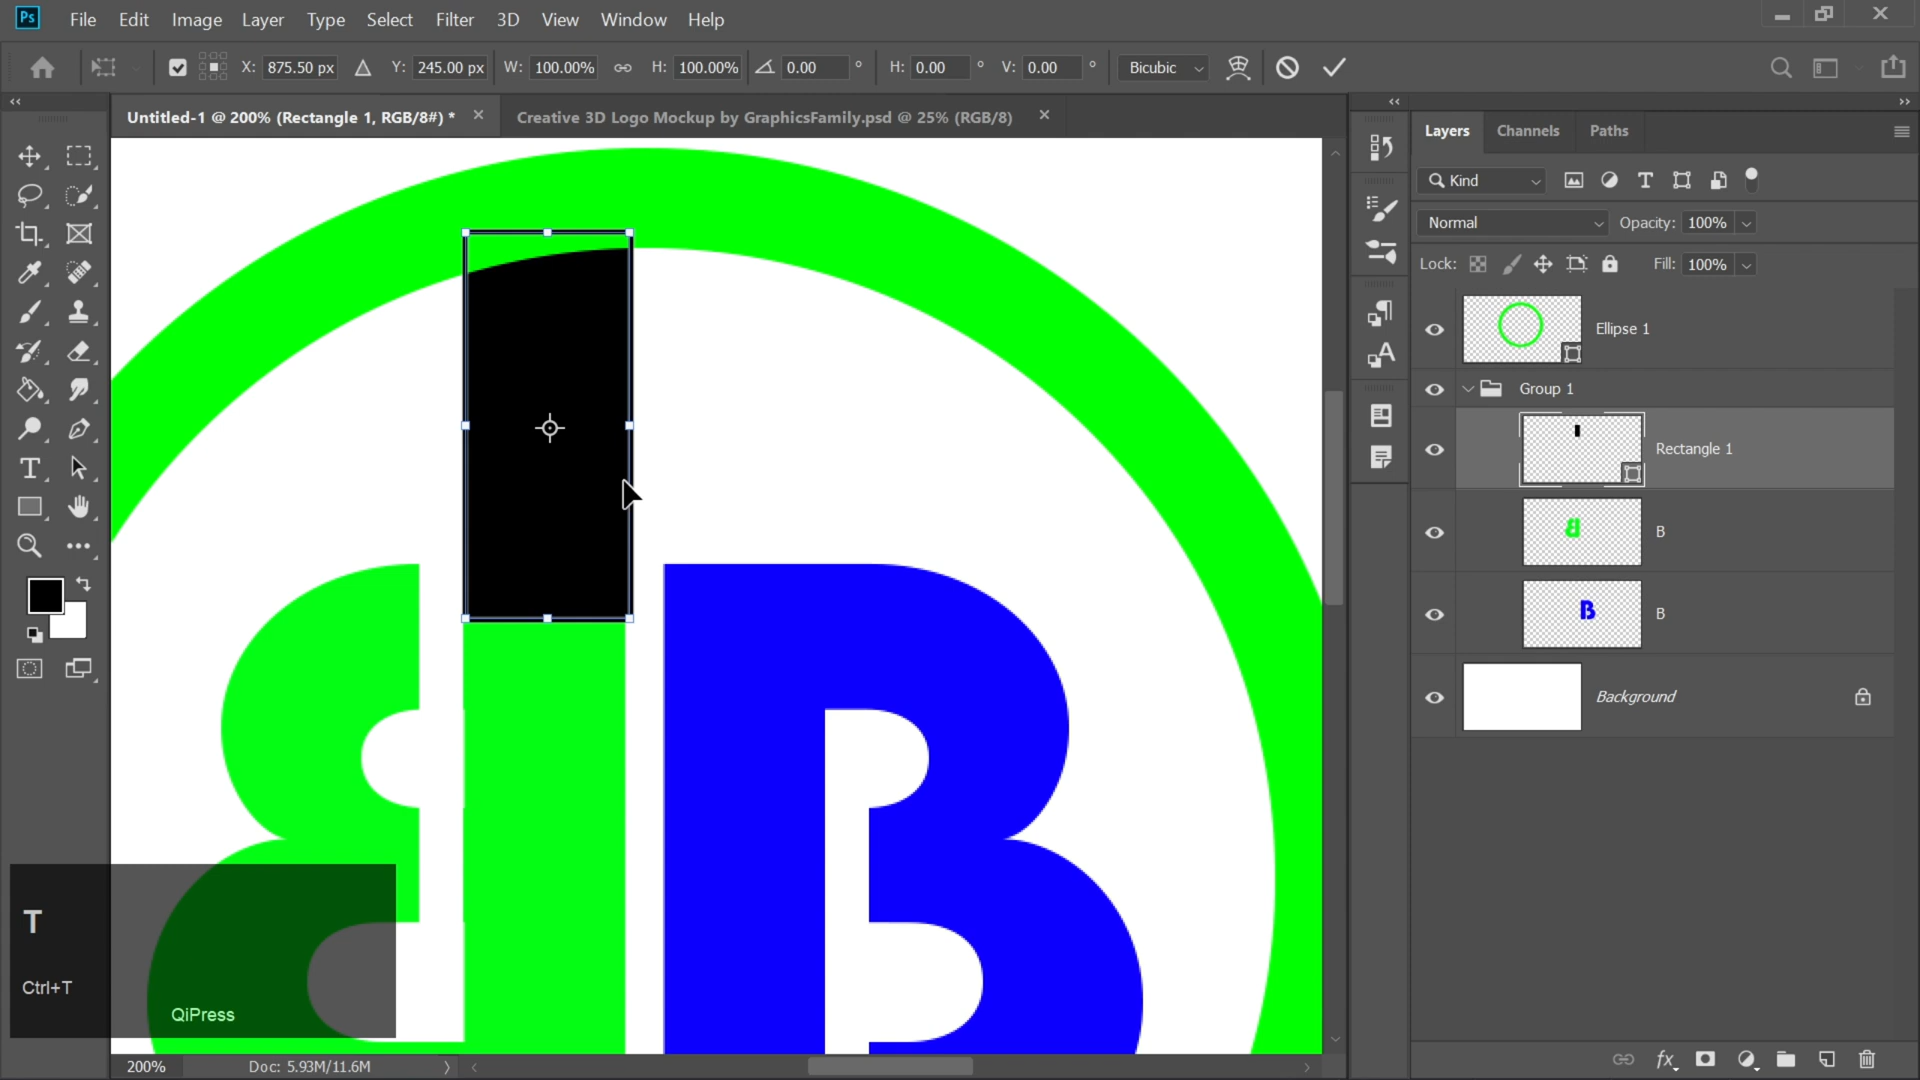 Ps File Edit Image Layer Type Select Filter 3D View Window Help
X: 875.50 px Y: 245.00 px W: 100.00% H: 100.00% 0.00 ° H: 0.00 ° V: 0.00 ° Bicubic
Untitled-1 @ 200% (Rectangle 1, RGB/8#) * Creative 3D Logo Mockup by GraphicsFamily.psd @ 25% (RGB/8)
Layers Channels Paths
Kind
Normal Opacity: 100%
Lock: Fill: 100%
Ellipse 1
Group 1
Rectangle 1
B
B
Background
B
T
Ctrl+T
QiPress
200% Doc: 5.93M/11.6M
fx